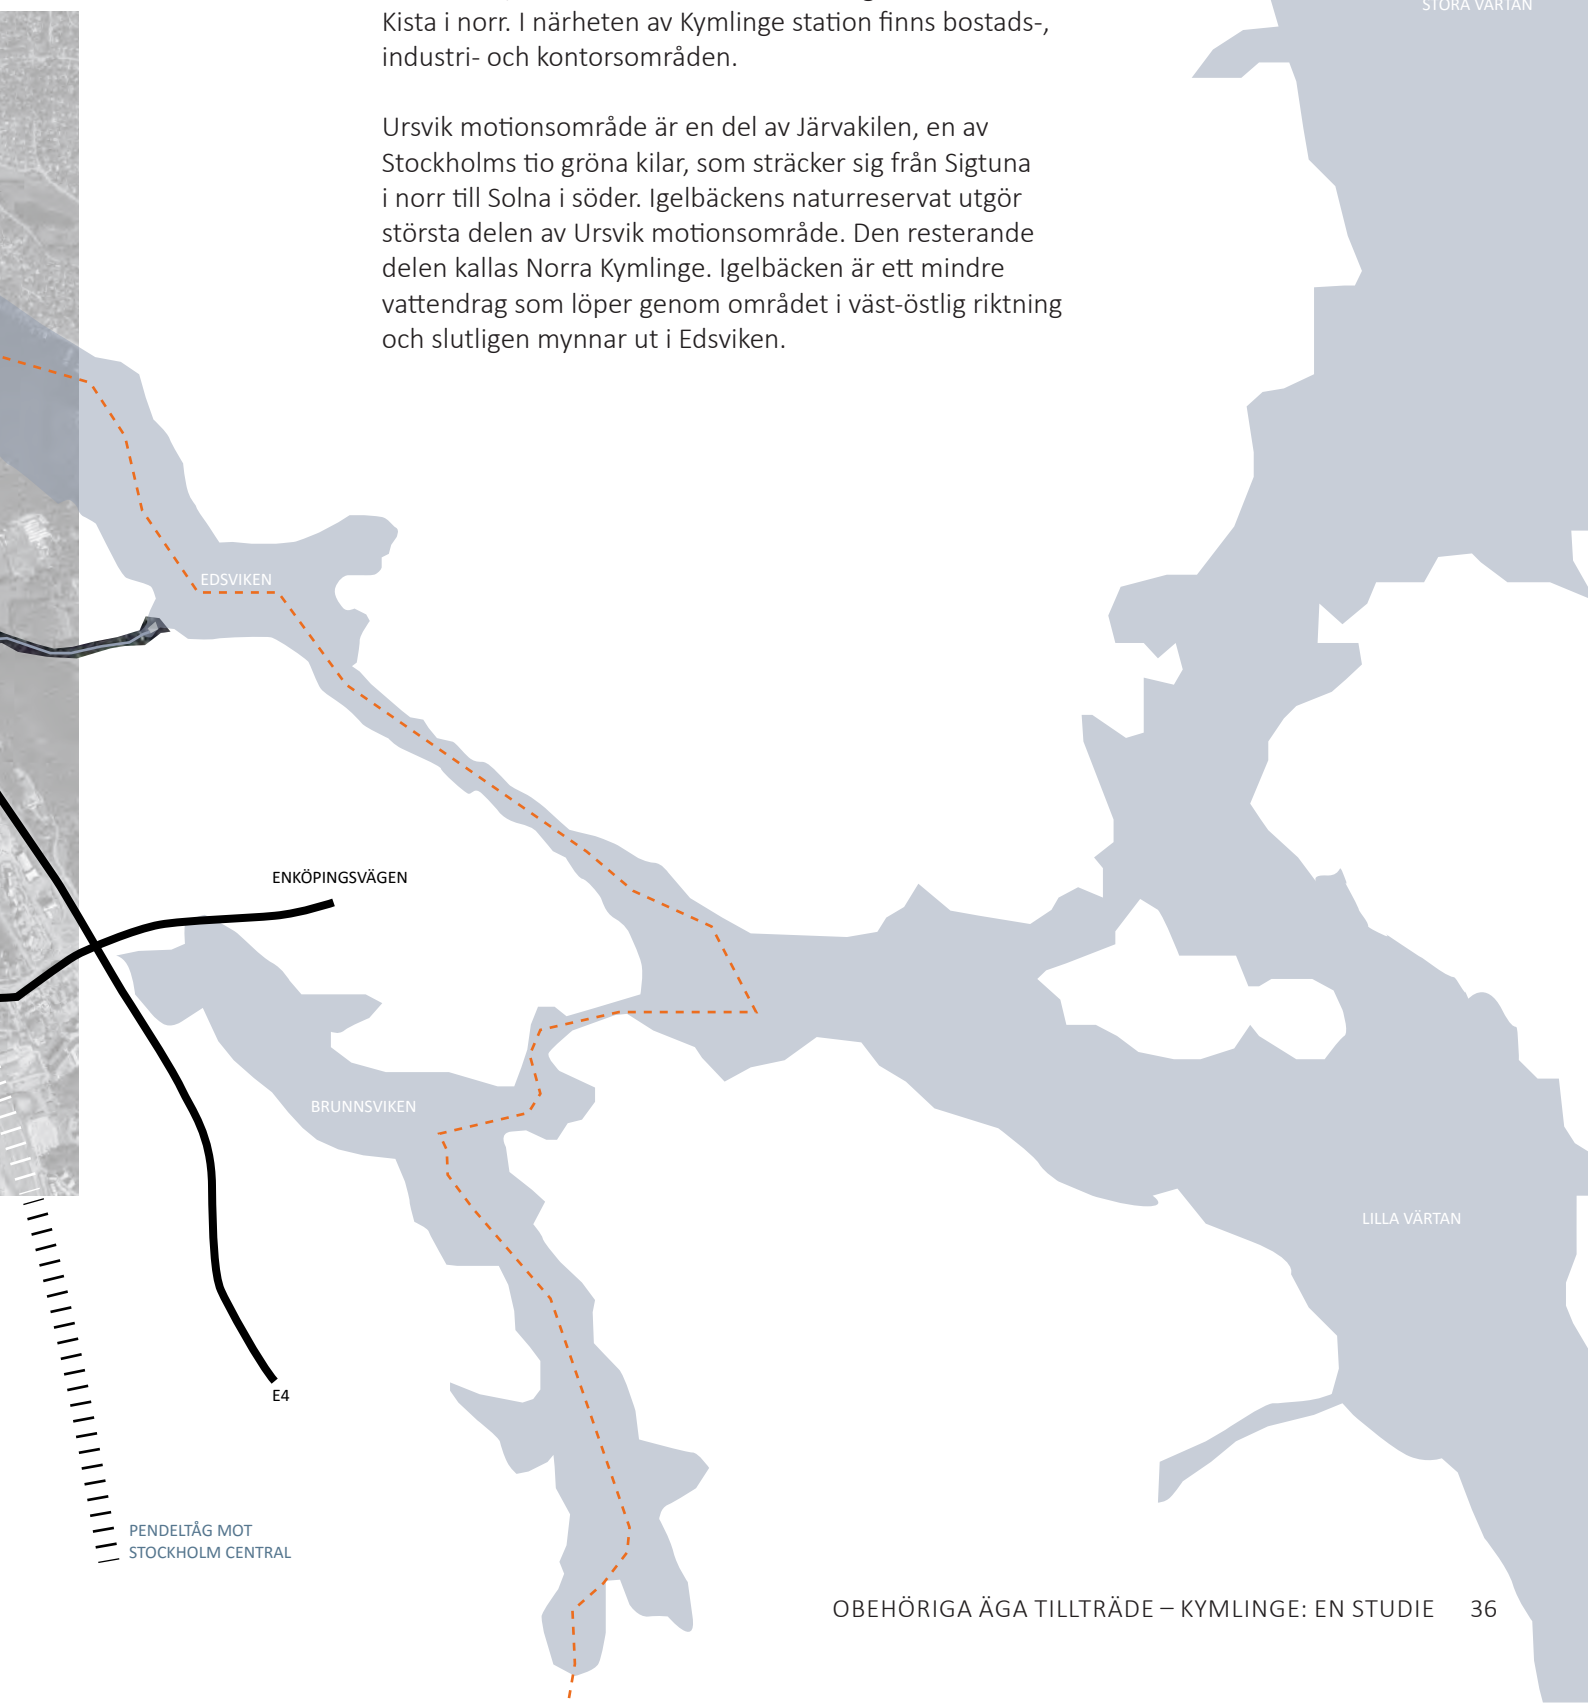 STORA VÄRTAN
Kista i norr. I närheten av Kymlinge station finns bostads-,
industri- och kontorsområden.
Ursvik motionsområde är en del av Järvakilen, en av
Stockholms tio gröna kilar, som sträcker sig från Sigtuna
i norr till Solna i söder. Igelbäckens naturreservat utgör
största delen av Ursvik motionsområde. Den resterande
delen kallas Norra Kymlinge. Igelbäcken är ett mindre
vattendrag som löper genom området i väst-östlig riktning
och slutligen mynnar ut i Edsviken.
EDSVIKEN
ENKÖPINGSVÄGEN
BRUNNSVIKEN
LILLA VÄRTAN
E4
PENDELTÅG MOT
STOCKHOLM CENTRAL
OBEHÖRIGA ÄGA TILLTRÄDE – KYMLINGE: EN STUDIE 36